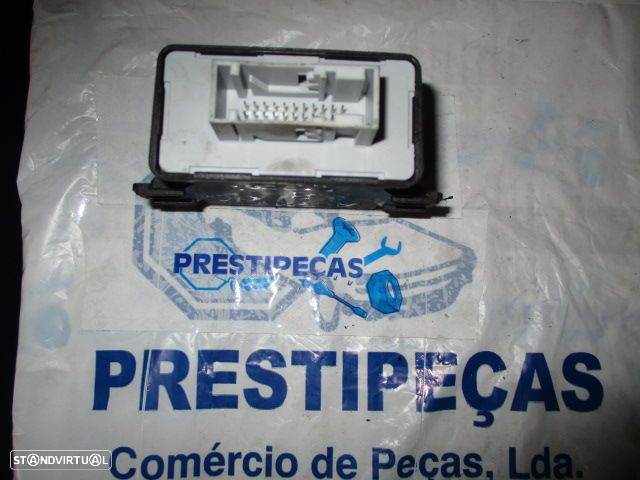 PRESTIPEÇAS
PRESTIPEÇAS
Comércio de Peças, Lda.
STANDVIRTUAL